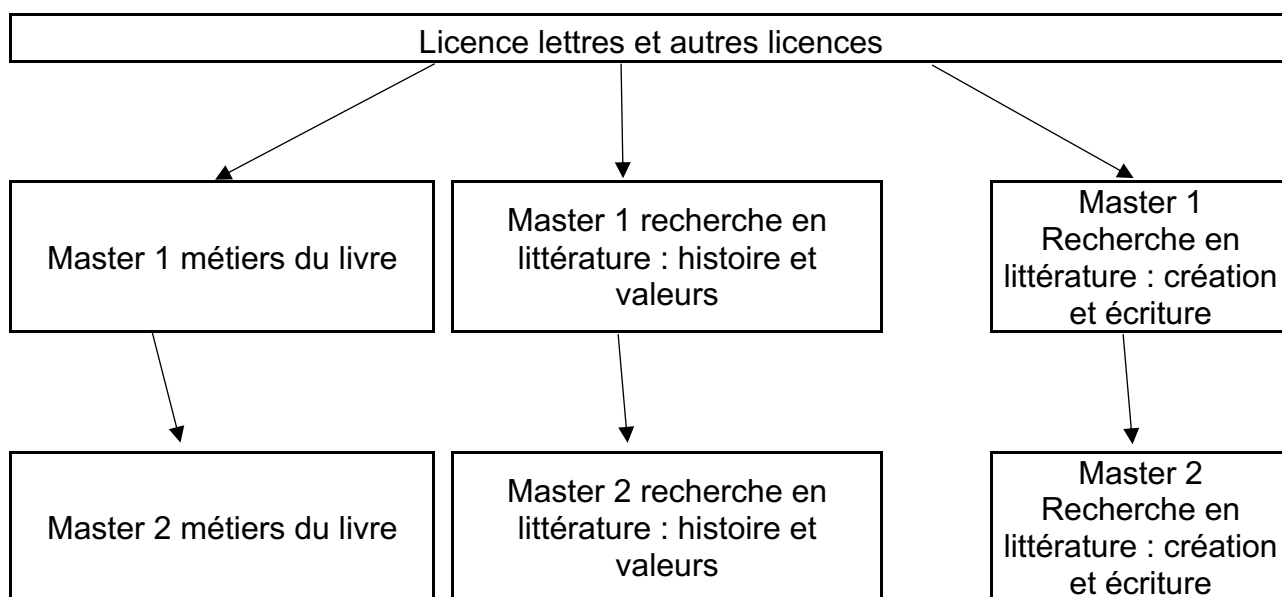 Licence lettres et autres licences
Master 1 métiers du livre
Master 1 recherche en
littérature : histoire et
valeurs
Master 1
Recherche en
littérature : création
et écriture
Master 2 métiers du livre
Master 2 recherche en
littérature : histoire et
valeurs
Master 2
Recherche en
littérature : création
et écriture